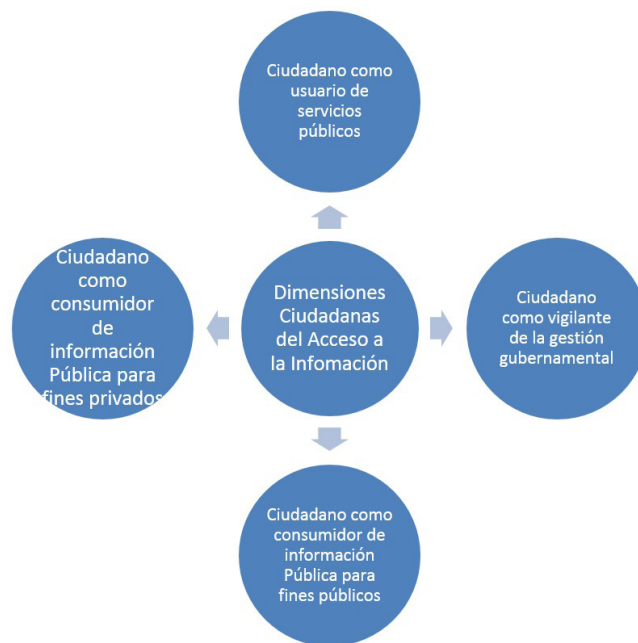 Ciudadano como
usuario de
servicios
públicos
Ciudadano
como
consumidor
de
información
Pública para
fines privados
Dimensiones
Ciudadanas
del Acceso a
la Infomación
Ciudadano
como vigilante
de la gestión
gubernamental
Ciudadano como
consumidor de
información
Pública para
fines públicos